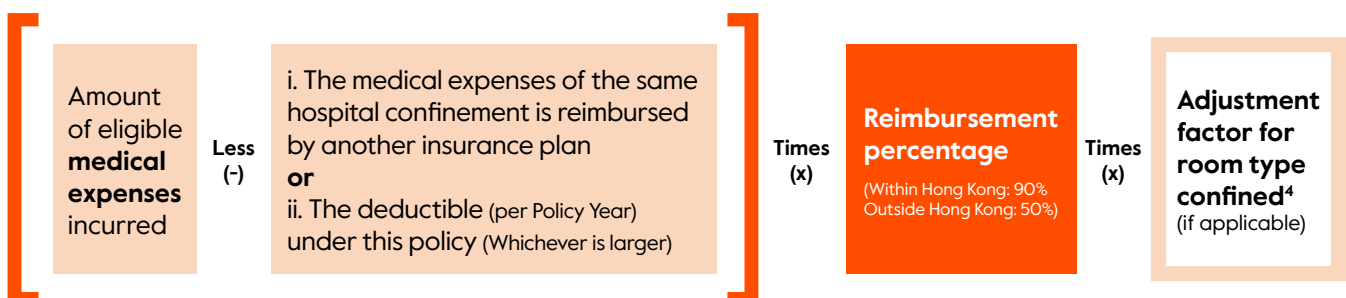 Amount
of eligible
medical
expenses
incurred
Less
(-)
i. The medical expenses of the same
hospital confinement is reimbursed
by another insurance plan
or
ii. The deductible (per Policy Year)
under this policy (Whichever is larger)
Times
(x)
Reimbursement
percentage
(Within Hong Kong: 90%
Outside Hong Kong: 50%)
Times
(x)
Adjustment
factor for
room type
confined⁴
(if applicable)